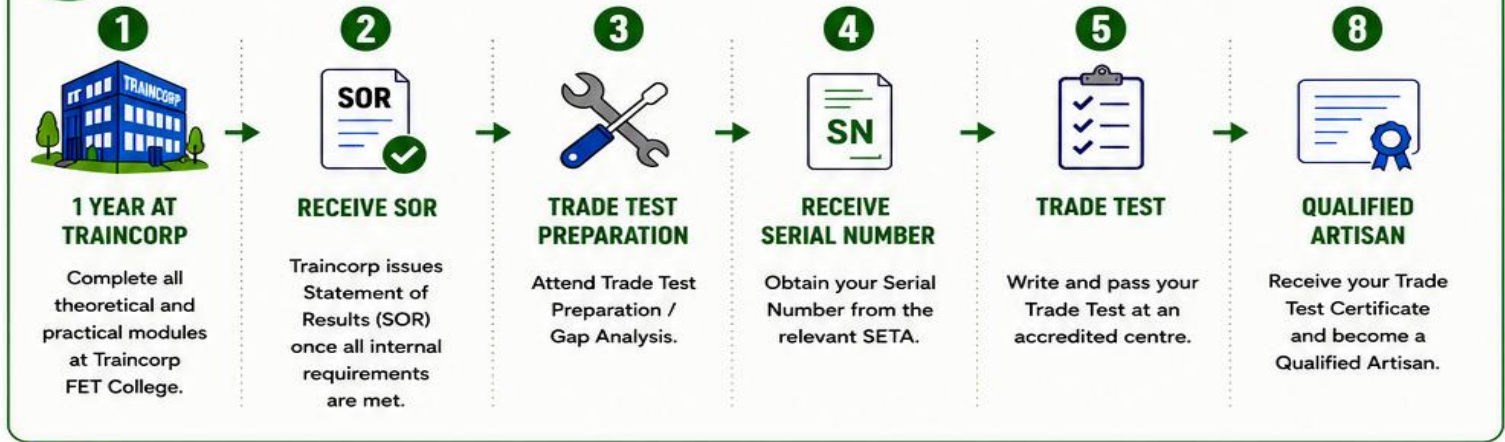 1
TRAINCORP
1 YEAR AT
TRAINCORP
Complete all
theoretical and
practical modules
at Traincorp
FET College.
2
SOR
RECEIVE SOR
Traincorp issues
Statement of
Results (SOR)
once all internal
requirements
are met.
3
TRADE TEST
PREPARATION
Attend Trade Test
Preparation /
Gap Analysis.
4
SN
RECEIVE
SERIAL NUMBER
Obtain your Serial
Number from the
relevant SETA.
5
TRADE TEST
Write and pass your
Trade Test at an
accredited centre.
8
QUALIFIED
ARTISAN
Receive your Trade
Test Certificate
and become a
Qualified Artisan.